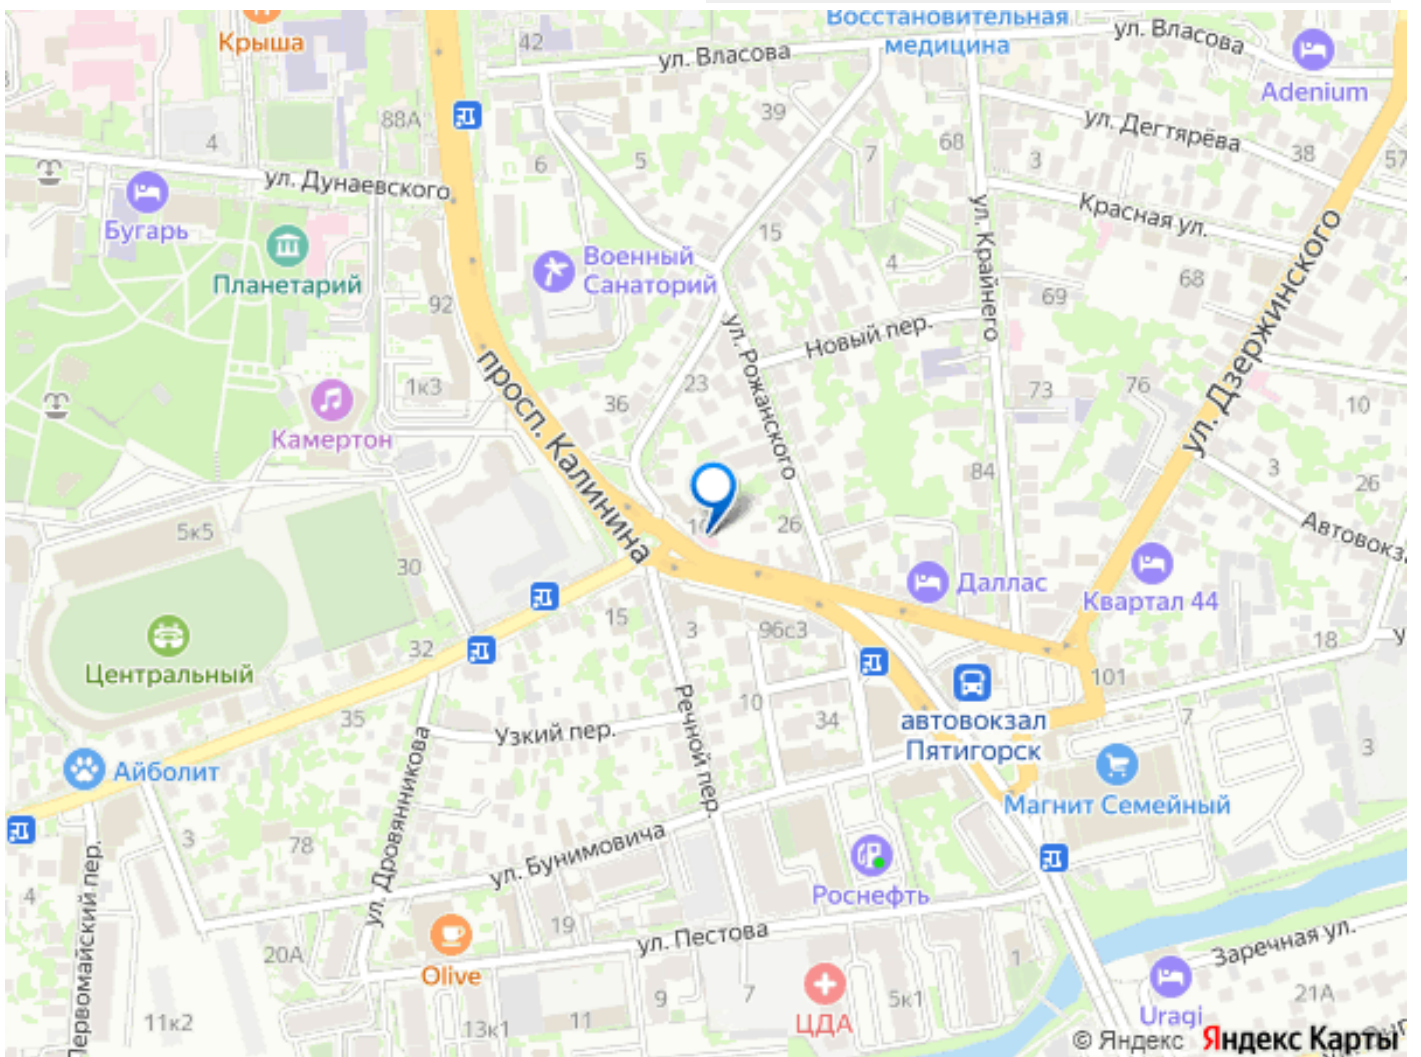 Крыша
42
ул. Власова
Восстановительная
медицина
ул. Власова
Adenium
88А
4
39
68
7
5
6
3
ул. Дегтярёва
38
57
ул. Дунаевского
Бугарь
Планетарий
92
Военный
Санаторий
15
4
ул. Крайнего
Красная ул.
68
69
ул. Дзержинского
ул. Рожанского
Новый пер.
просп. Калинина
1к3
36
23
73
76
10
Камертон
84
3
26
Автовокз
5к5
30
26
Даллас
Квартал 44
15
3
96с3
18
Центральный
32
35
Речной пер.
10
34
автовокзал
Пятигорск
101
7
3
Узкий пер.
Айболит
Магнит Семейный
ул. Дровянникова
3
78
ул. Бунимовича
4
Роснефть
Первомайский пер.
20А
19
Olive
ул. Пестова
Заречная ул.
1
11к2
13к1
11
9
7
ЦДА
5к1
Uragi
21А
© Яндекс Яндекс Карты